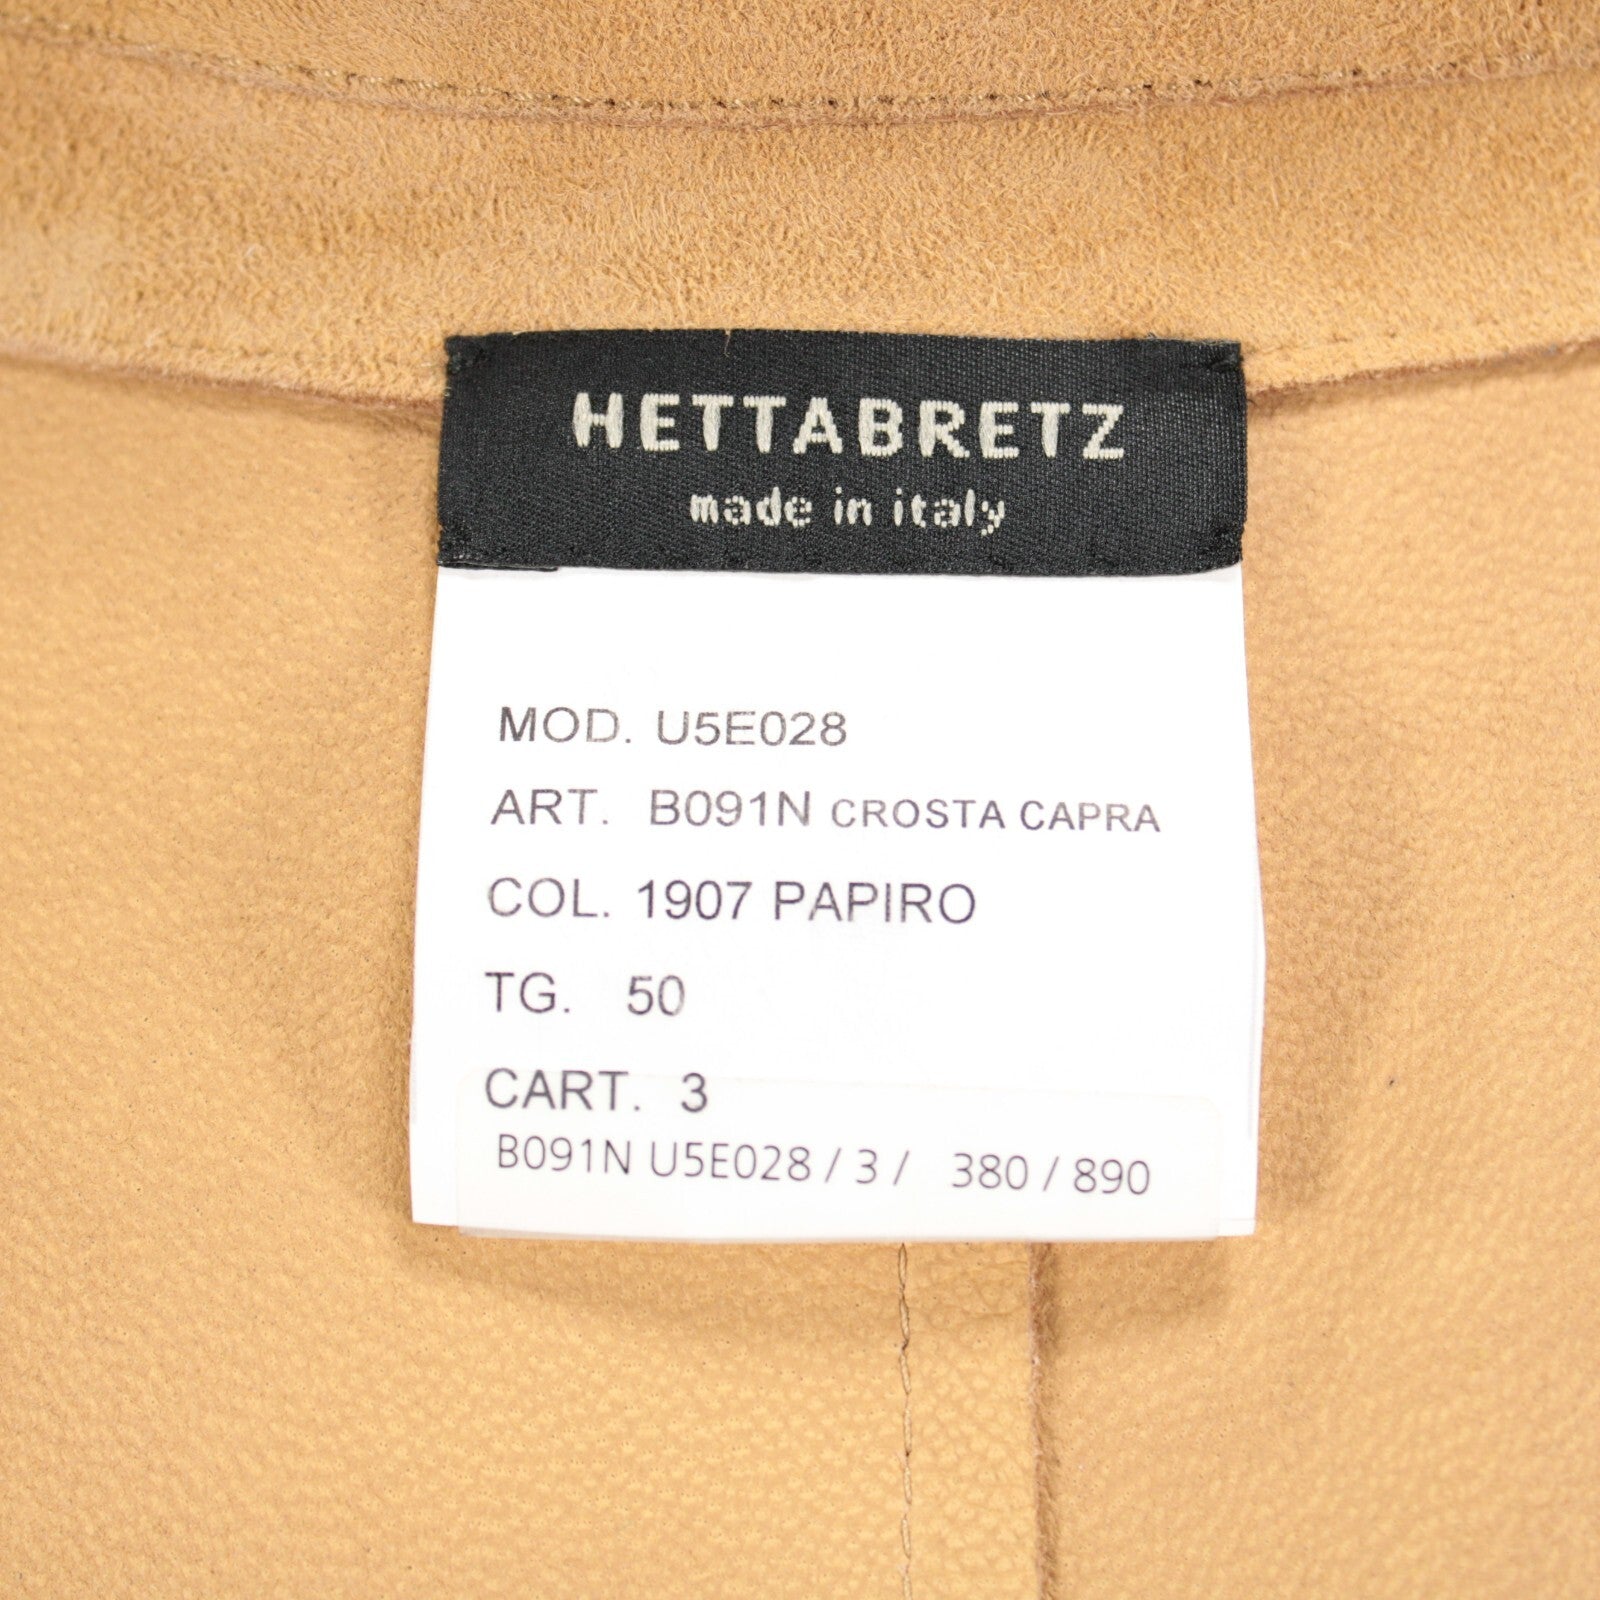 HETTABRETZ
made in italy
MOD. U5E028
ART. B091N CROSTA CAPRA
COL. 1907 PAPIRO
TG. 50
CART. 3
B091N U5E028 / 3 / 380 / 890